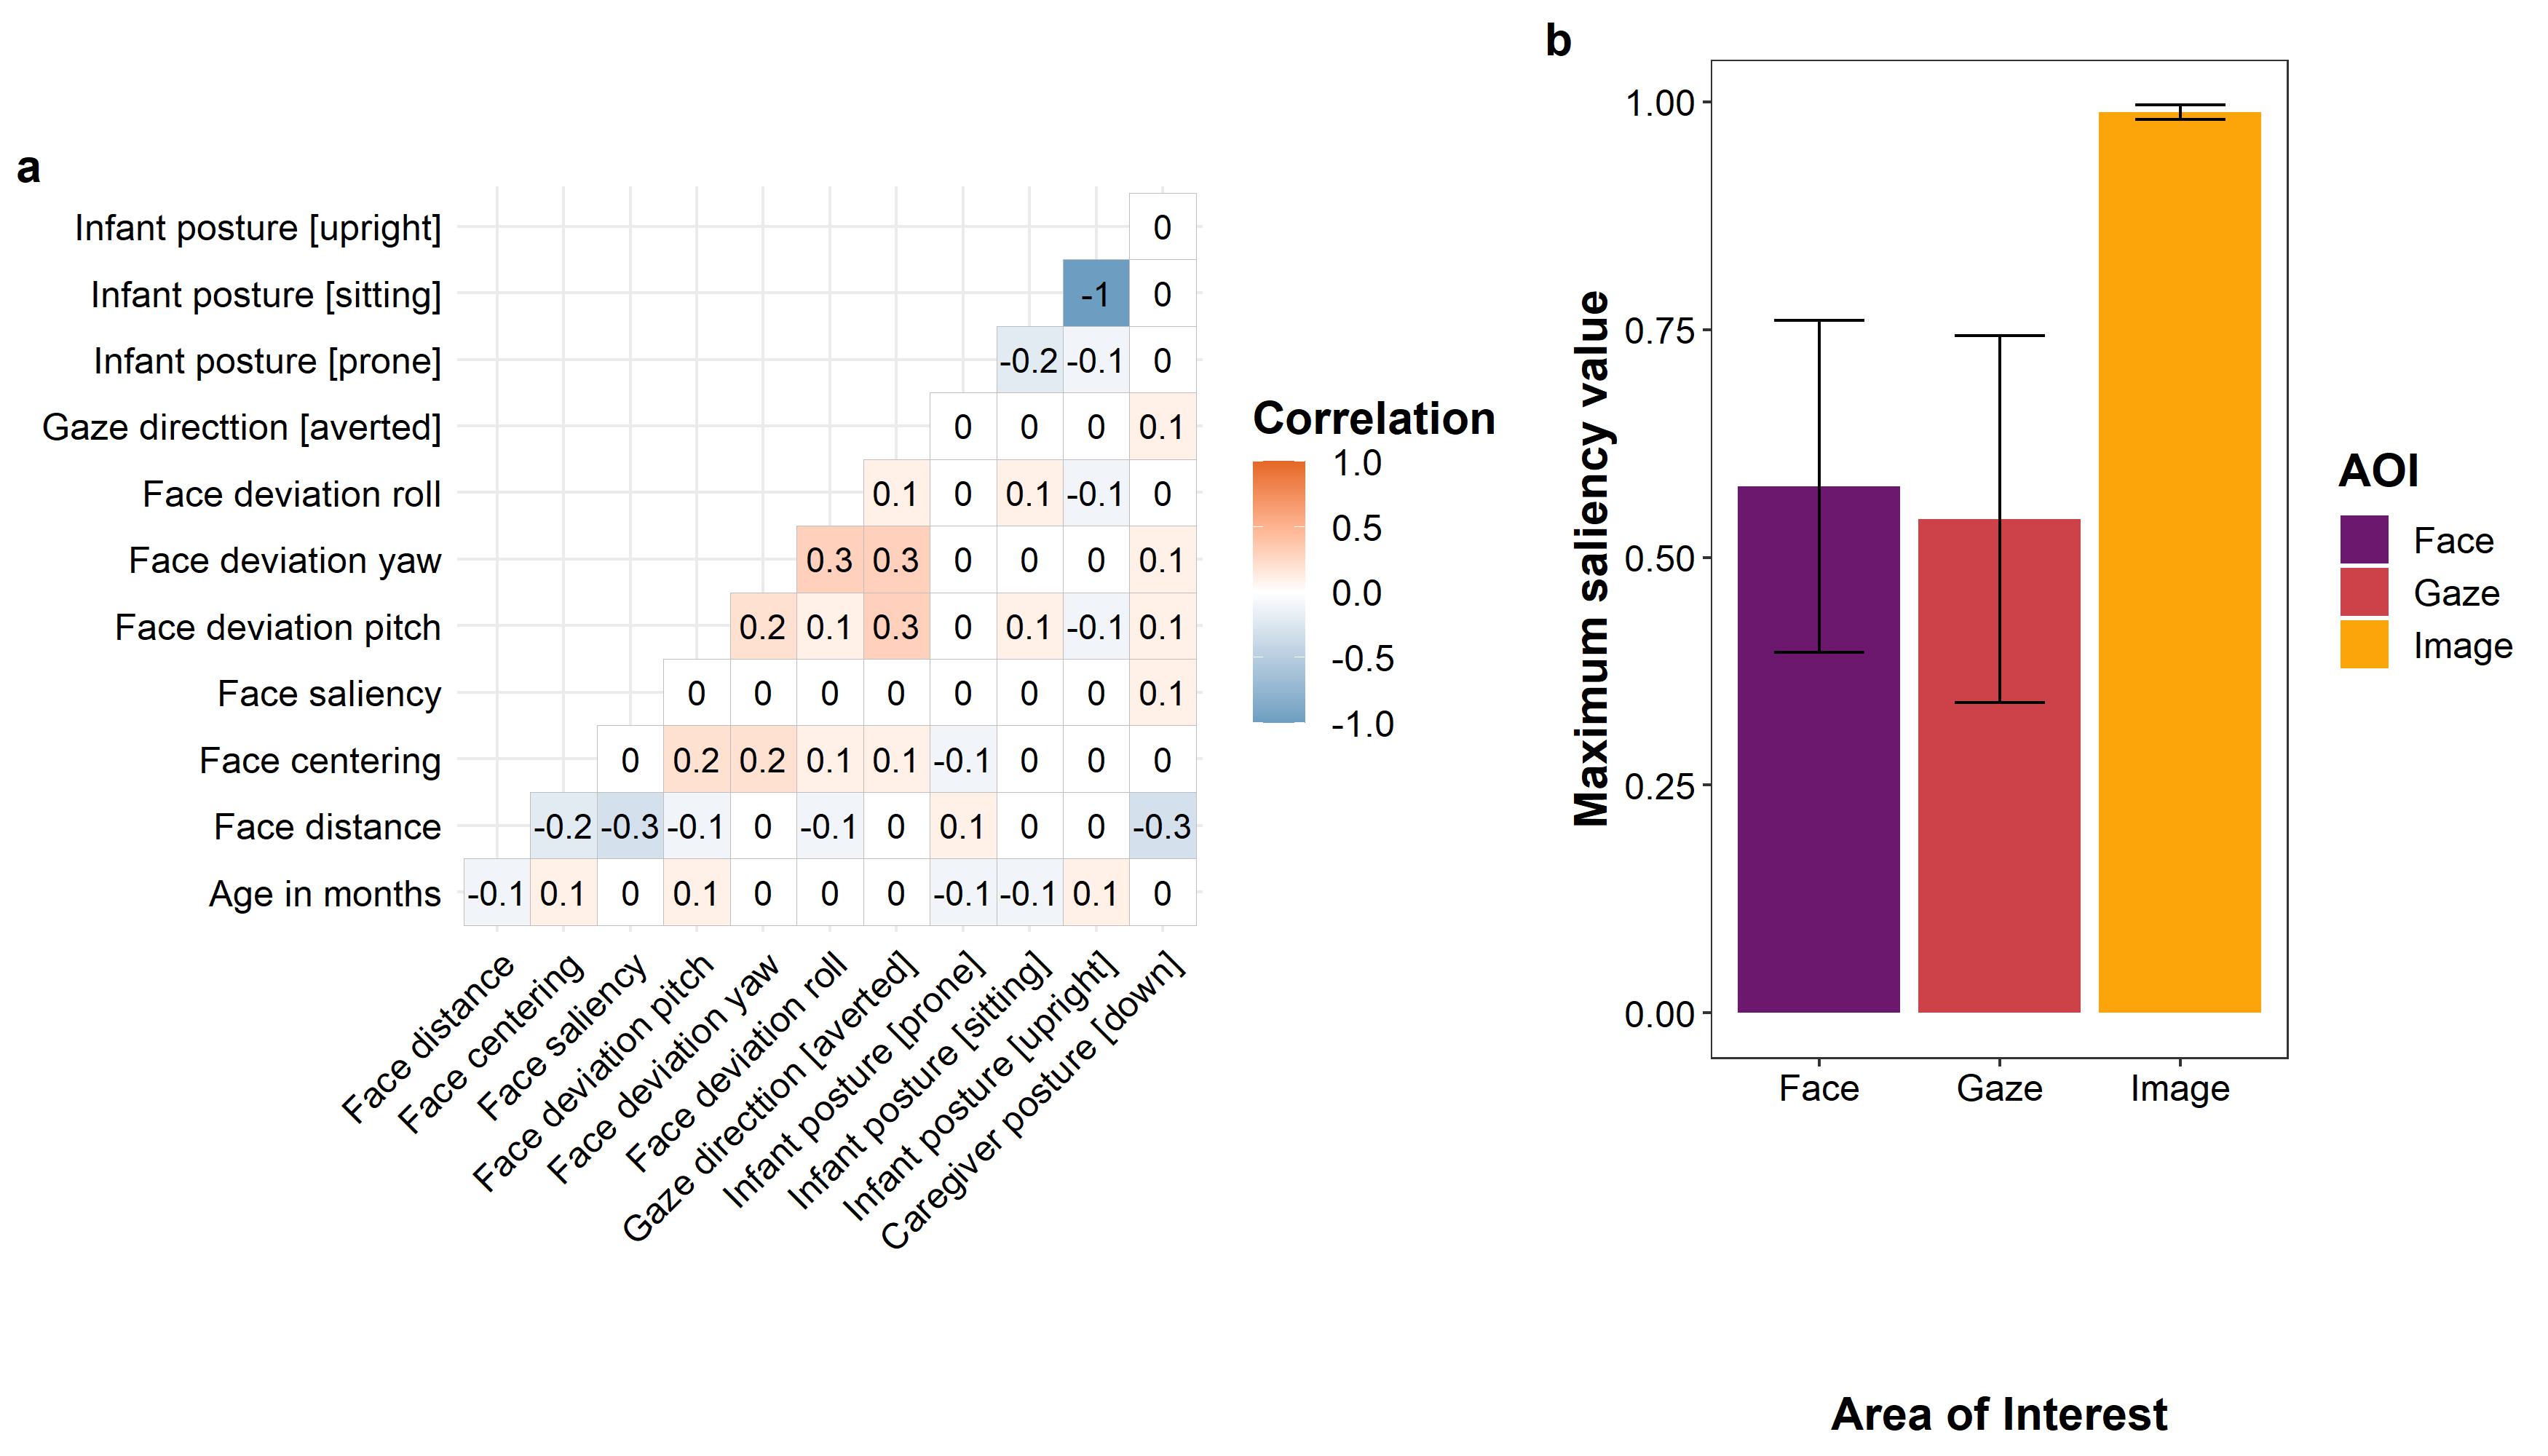 a
Infant posture [upright] 0
Infant posture [sitting] -1 0
Infant posture [prone] -0.2 -0.1 0
Gaze directtion [averted] 0 0 0 0.1
Face deviation roll 0.1 0 0.1 -0.1 0
Face deviation yaw 0.3 0.3 0 0 0 0.1
Face deviation pitch 0.2 0.1 0.3 0 0.1 -0.1 0.1
Face saliency 0 0 0 0 0 0 0 0.1
Face centering 0 0.2 0.2 0.1 0.1 -0.1 0 0 0
Face distance -0.2 -0.3 -0.1 0 -0.1 0 0.1 0 0 -0.3
Age in months -0.1 0.1 0 0.1 0 0 0 -0.1 -0.1 0.1 0
Face distance
Face centering
Face saliency
Face deviation pitch
Face deviation yaw
Face deviation roll
Gaze directtion [averted]
Infant posture [prone]
Infant posture [sitting]
Infant posture [upright]
Caregiver posture [down]
Correlation
1.0
0.5
0.0
-0.5
-1.0
b
Maximum saliency value
1.00
0.75
0.50
0.25
0.00
Face Gaze Image
Area of Interest
AOI
Face
Gaze
Image